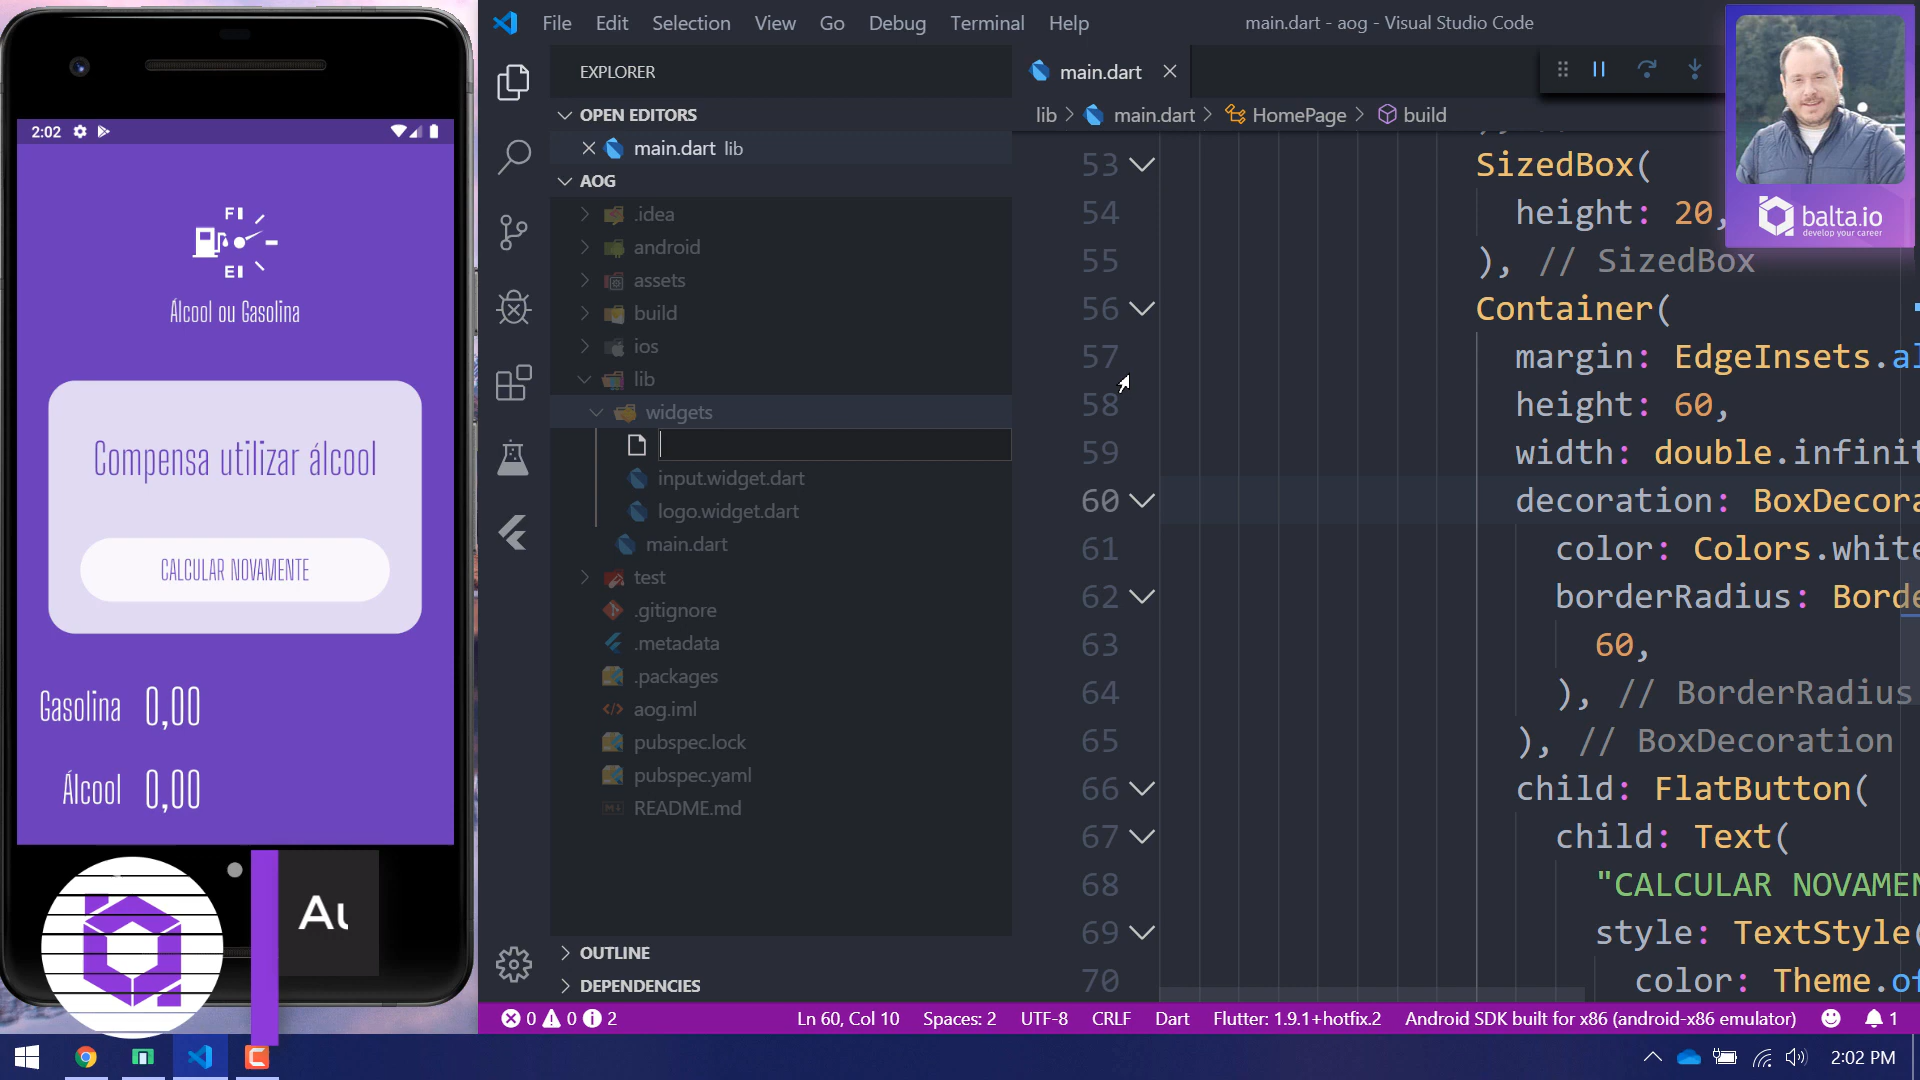 2:02
FI
EI
Álcool ou Gasolina
Compensa utilizar álcool
CALCULAR NOVAMENTE
Gasolina 0,00
Álcool 0,00
File Edit Selection View Go Debug Terminal Help
main.dart - aog - Visual Studio Code
EXPLORER
OPEN EDITORS
main.dart lib
AOG
.idea
android
assets
build
ios
lib
widgets
input.widget.dart
logo.widget.dart
main.dart
test
.gitignore
.metadata
.packages
aog.iml
pubspec.lock
pubspec.yaml
README.md
OUTLINE
DEPENDENCIES
main.dart
lib > main.dart > HomePage > build
53 SizedBox(
54 height: 20,
55 ), // SizedBox
56 Container(
57 margin: EdgeInsets.al
58 height: 60,
59 width: double.infinit
60 decoration: BoxDecora
61 color: Colors.white
62 borderRadius: Borde
63 60,
64 ), // BorderRadius
65 ), // BoxDecoration
66 child: FlatButton(
67 child: Text(
68 "CALCULAR NOVAMEN
69 style: TextStyle(
70 color: Theme.of
balta.io
develop your career
0 0 2
Ln 60, Col 10 Spaces: 2 UTF-8 CRLF Dart Flutter: 1.9.1+hotfix.2 Android SDK built for x86 (android-x86 emulator) 1
2:02 PM